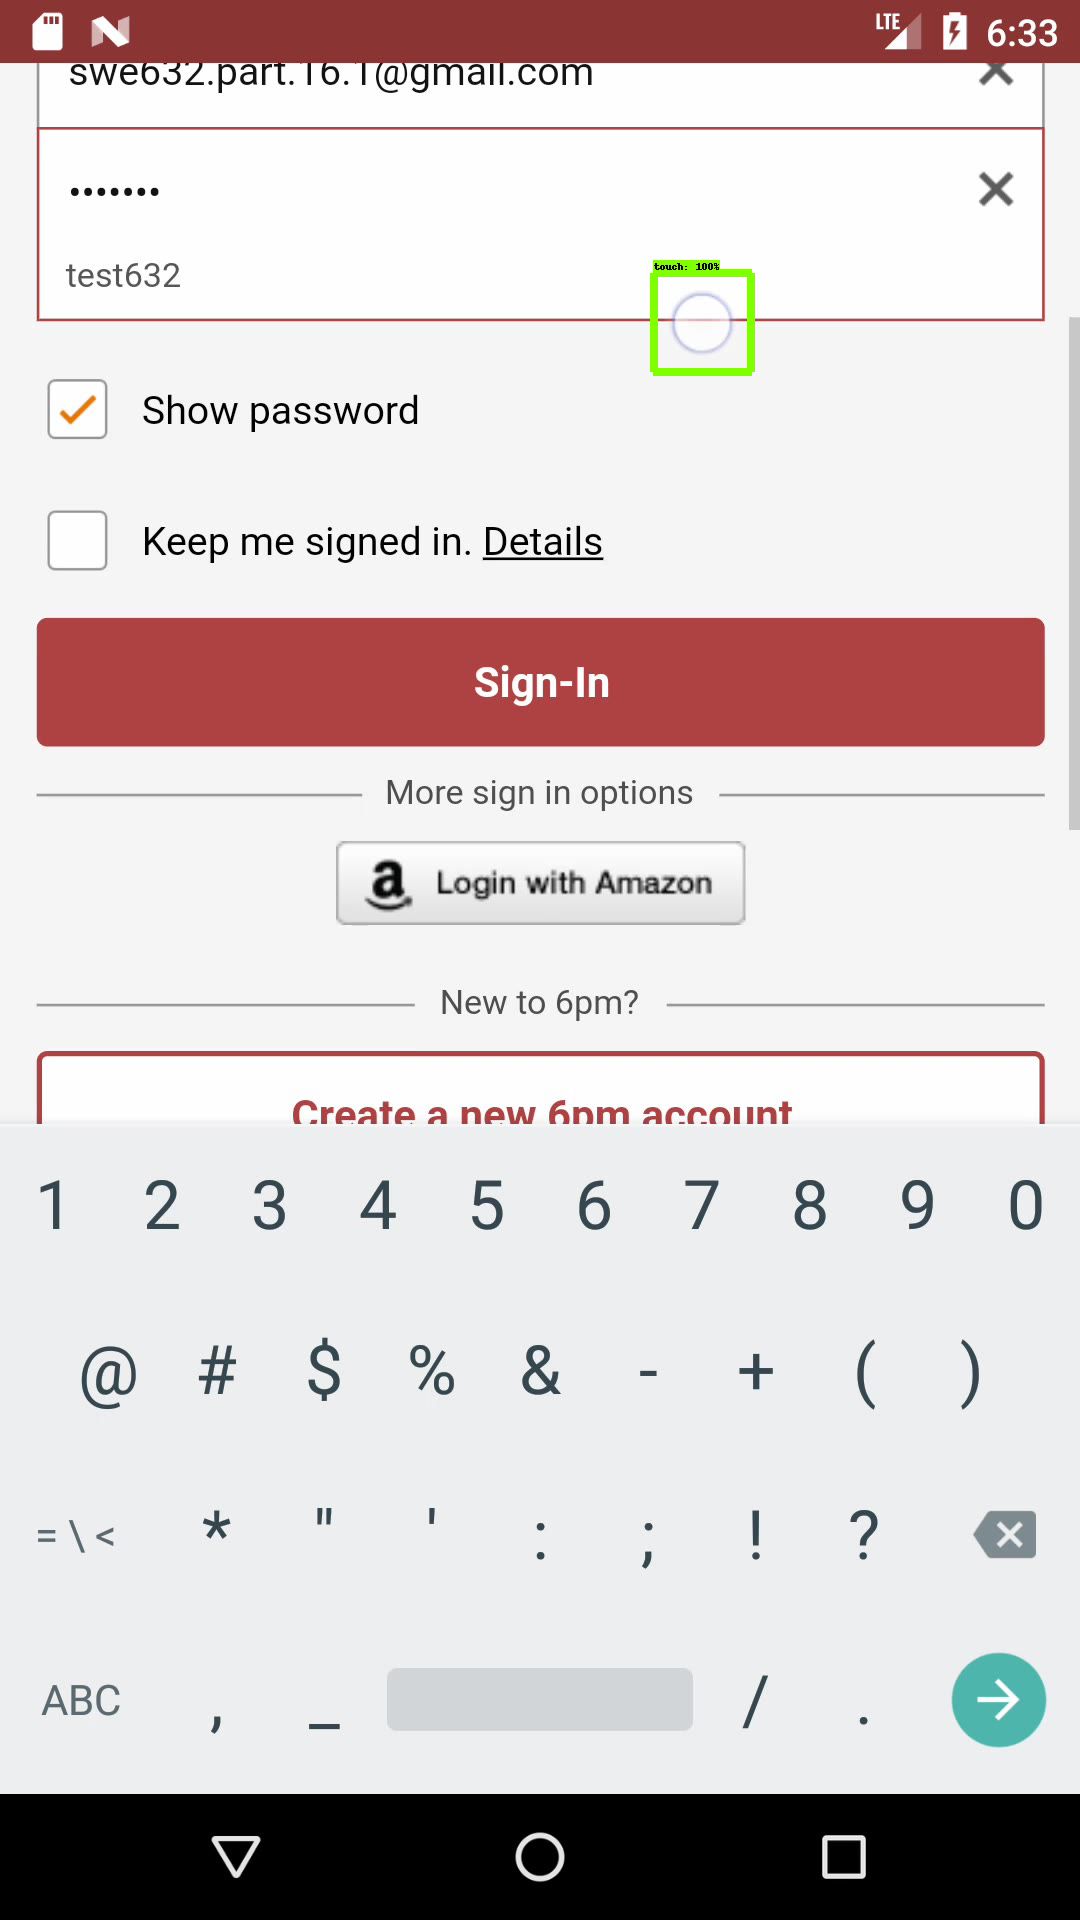 LTE 6:33
swe632.part.16.1@gmail.com
•••••••
test632
touch: 100%
Show password
Keep me signed in. Details
Sign-In
More sign in options
a Login with Amazon
New to 6pm?
Create a new 6pm account
1 2 3 4 5 6 7 8 9 0
@ # $ % & - + ( )
= \ < * " ' : ; ! ?
ABC , _ / .